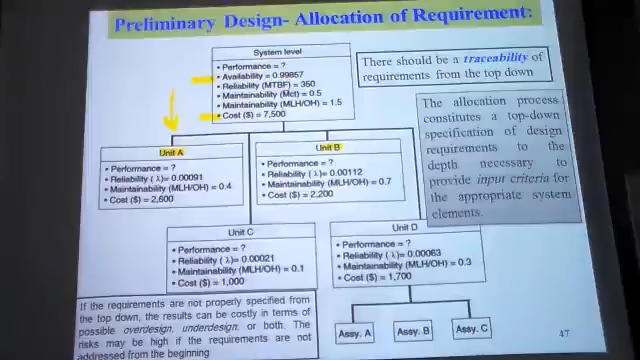 Preliminary Design- Allocation of Requirement:
System level
• Performance = ?
• Availability = 0.99857
• Reliability (MTBF) = 350
• Maintainability (Mct) = 0.5
• Maintainability (MLH/OH) = 1.5
• Cost ($) = 7,500
There should be a traceability of
requirements from the top down
The allocation process
constitutes a top-down
specification of design
requirements to the
depth necessary to
provide input criteria for
the appropriate system
elements.
Unit A
• Performance = ?
• Reliability (λ)= 0.00091
• Maintainability (MLH/OH) = 0.4
• Cost ($) = 2,600
Unit B
• Performance = ?
• Reliability (λ)= 0.00112
• Maintainability (MLH/OH) = 0.7
• Cost ($) = 2,200
Unit C
• Performance = ?
• Reliability (λ)= 0.00021
• Maintainability (MLH/OH) = 0.1
• Cost ($) = 1,000
Unit D
• Performance = ?
• Reliability (λ)= 0.00063
• Maintainability (MLH/OH) = 0.3
• Cost ($) = 1,700
If the requirements are not properly specified from
the top down, the results can be costly in terms of
possible overdesign, underdesign, or both. The
risks may be high if the requirements are not
addressed from the beginning
Assy. A
Assy. B
Assy. C
47